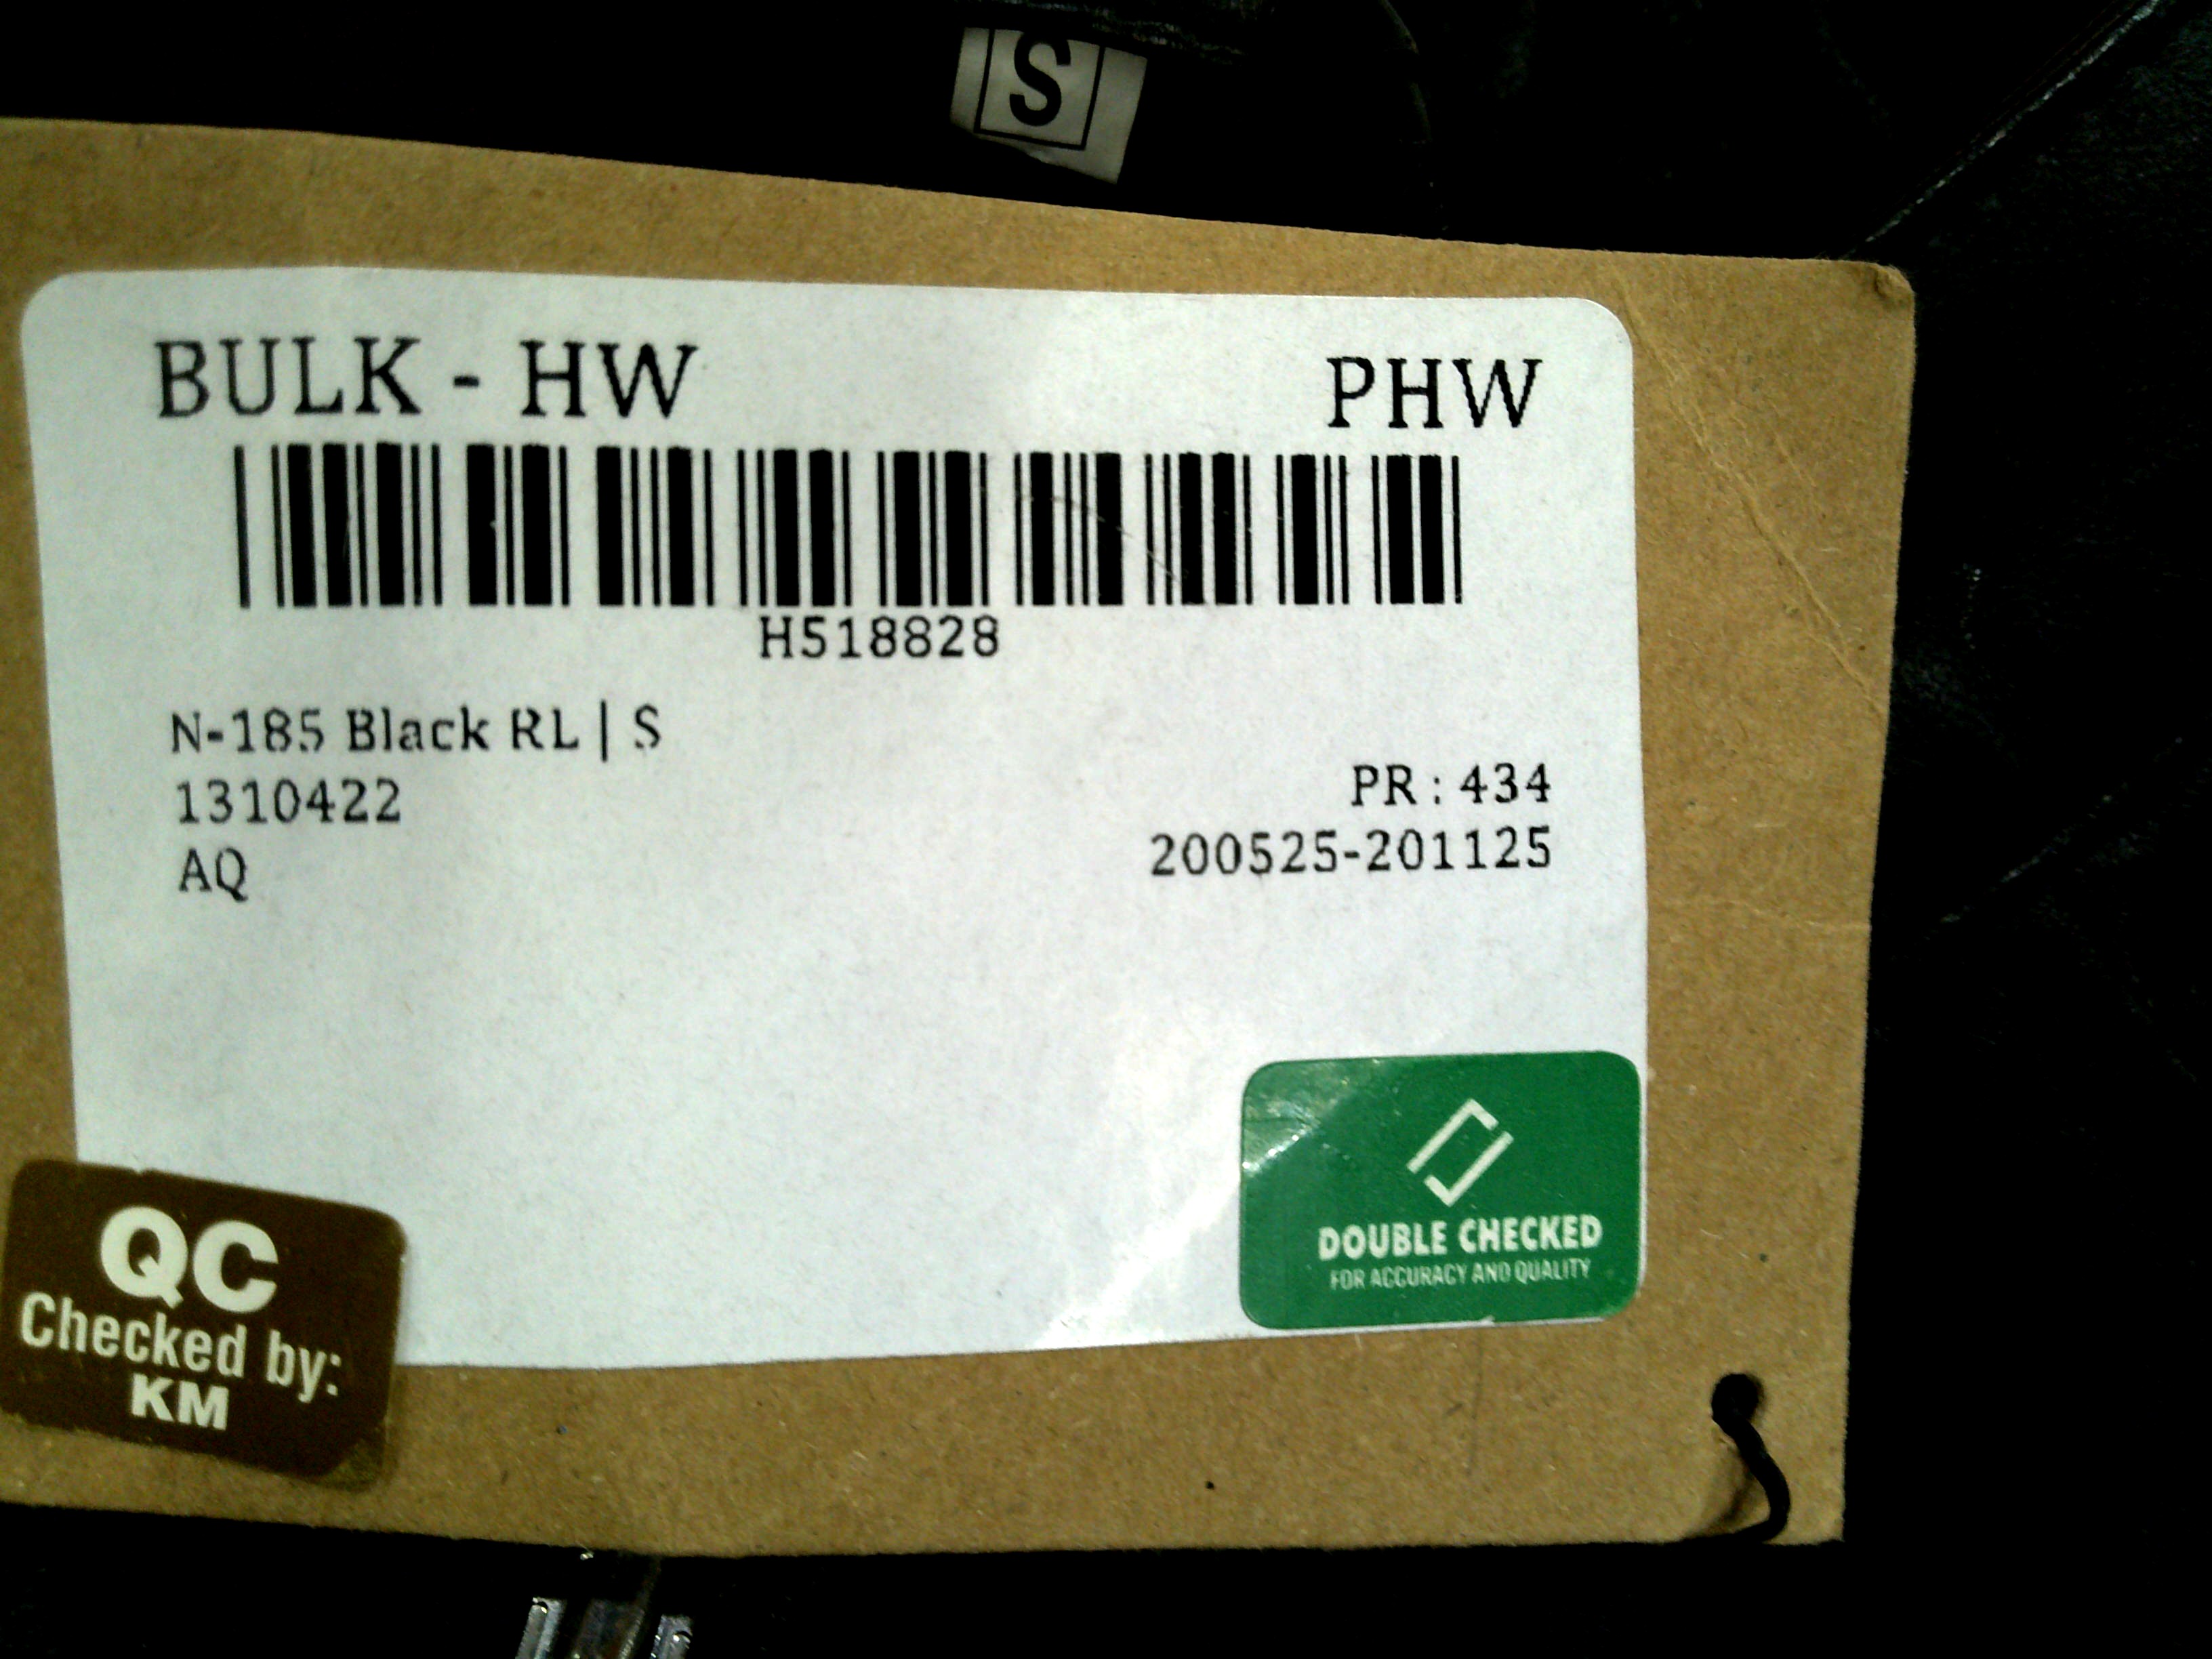 S
BULK - HW
PHW
H518828
N-185 Black RL | S
1310422
PR : 434
AQ
200525-201125
DOUBLE CHECKED
FOR ACCURACY AND QUALITY
QC
Checked by:
KM